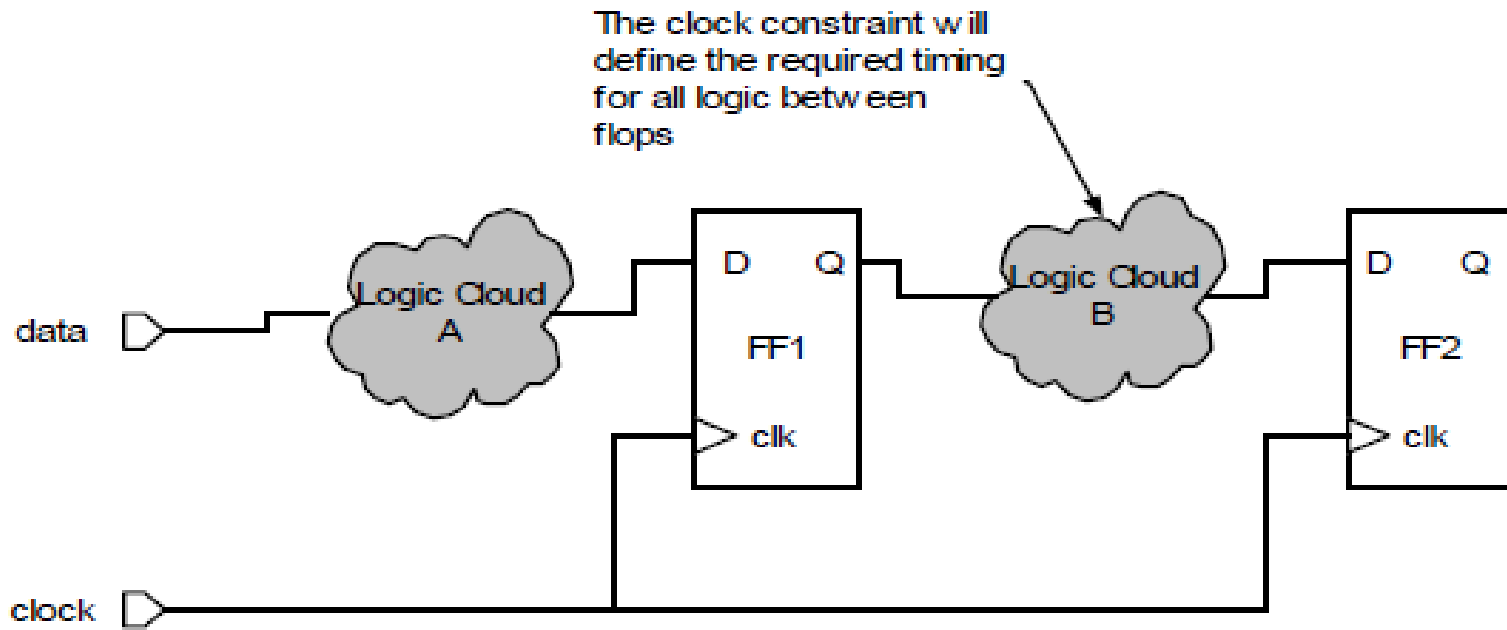 The clock constraint will
define the required timing
for all logic between
flops
Logic Cloud
A
D Q
FF1
clk
Logic Cloud
B
D Q
FF2
clk
data
clock